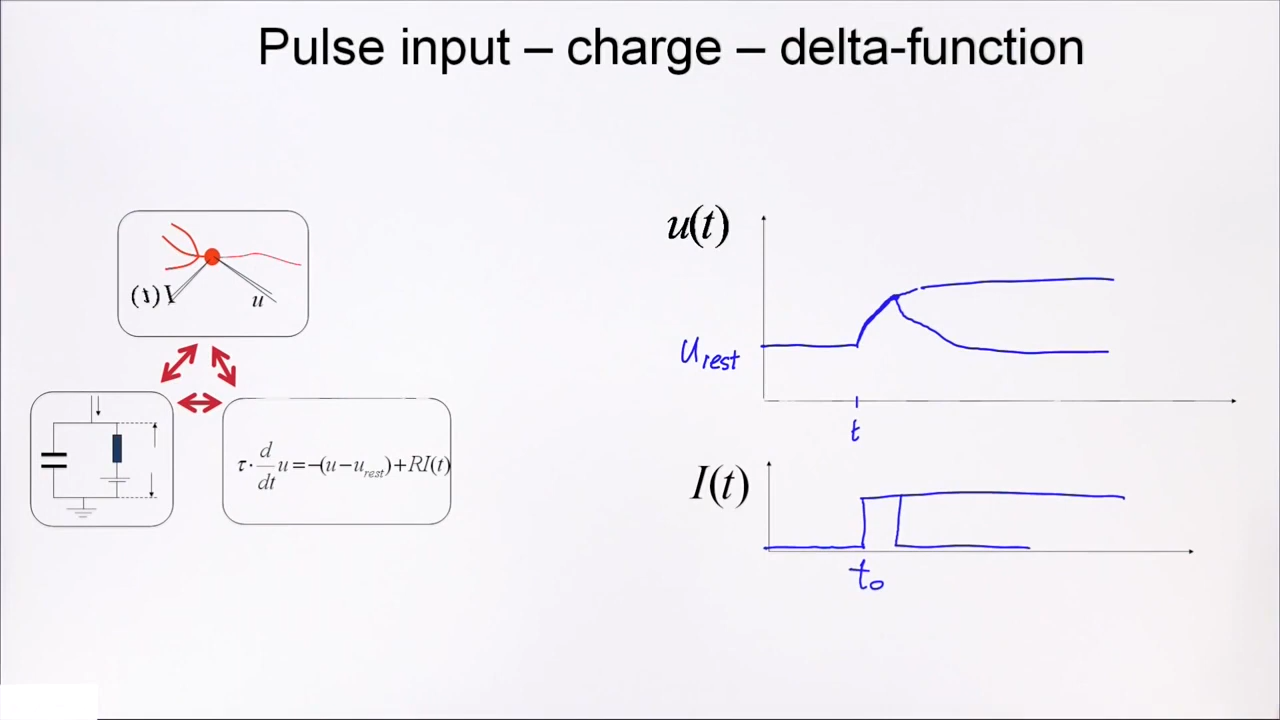 Pulse input – charge – delta-function
u(t)
I(t)
u
u_rest
τ · d/dt u = –(u – u_rest) + RI(t)
t
I(t)
t₀